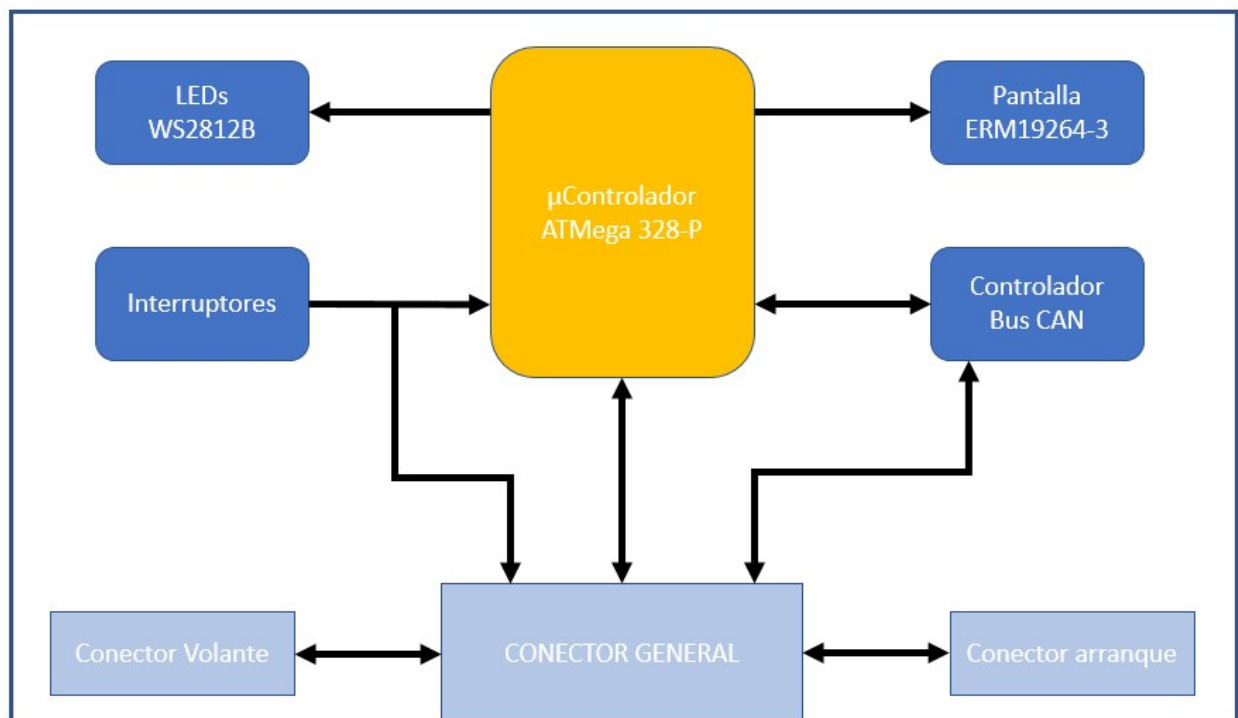 LEDs
WS2812B
µControlador
ATMega 328-P
Pantalla
ERM19264-3
Interruptores
Controlador
Bus CAN
Conector Volante
CONECTOR GENERAL
Conector arranque